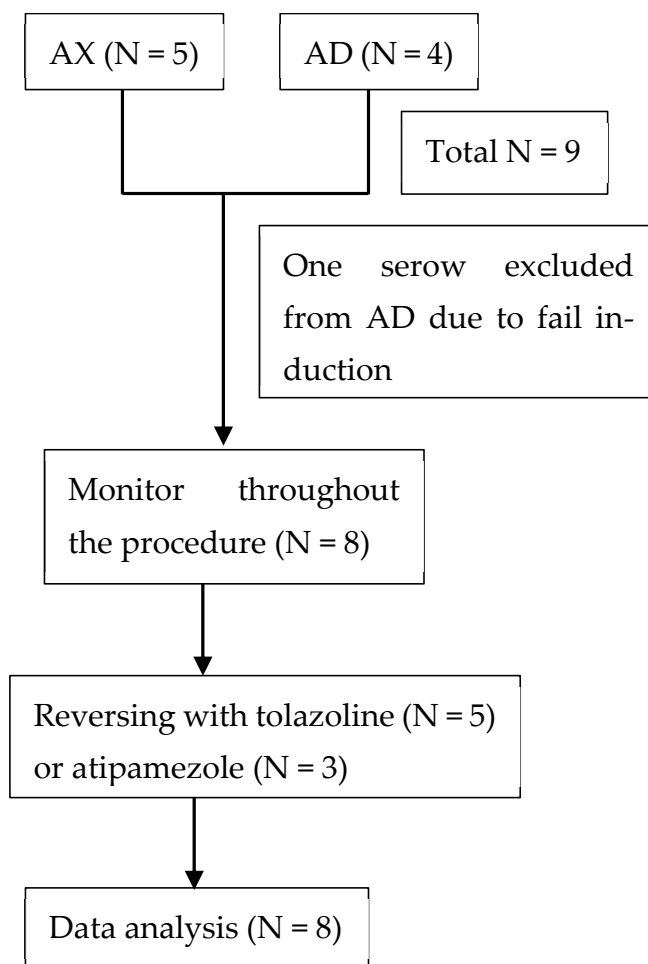 AX (N = 5)
AD (N = 4)
Total N = 9
One serow excluded
from AD due to fail in-
duction
Monitor throughout
the procedure (N = 8)
Reversing with tolazoline (N = 5)
or atipamezole (N = 3)
Data analysis (N = 8)